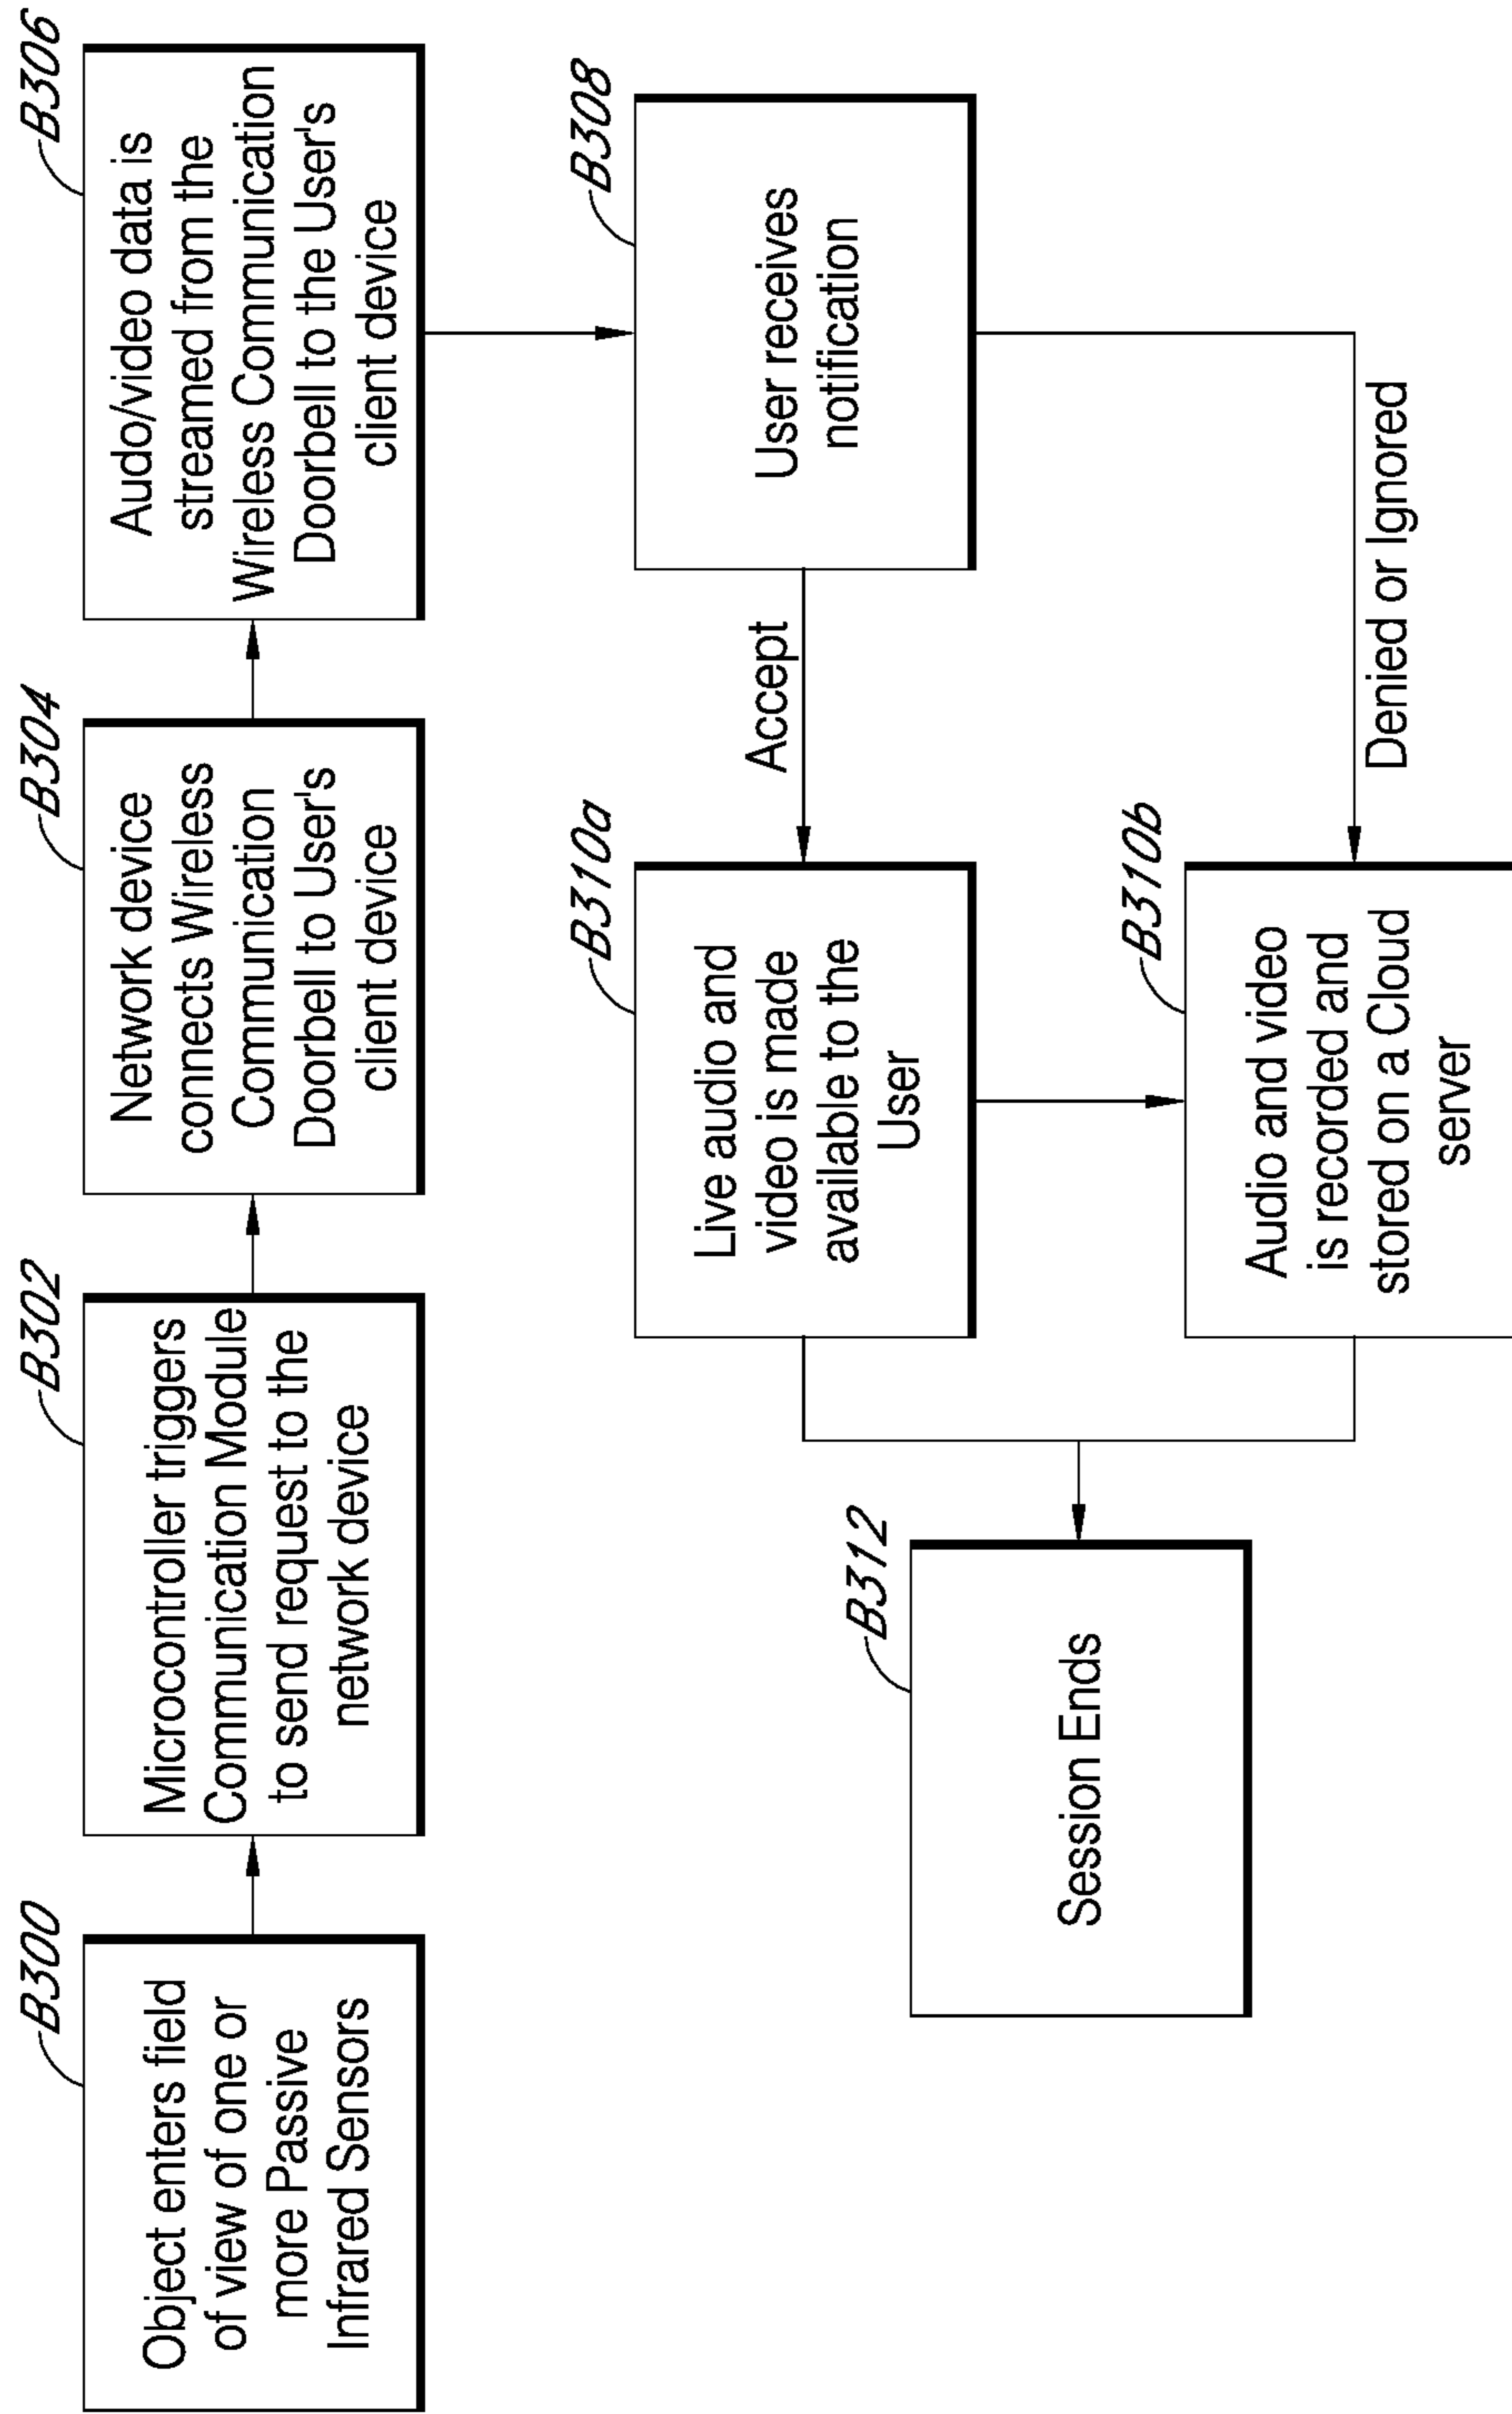 B300
Object enters field
of view of one or
more Passive
Infrared Sensors
B302
Microcontroller triggers
Communication Module
to send request to the
network device
B304
Network device
connects Wireless
Communication
Doorbell to User's
client device
B306
Audo/video data is
streamed from the
Wireless Communication
Doorbell to the User's
client device
B308
User receives
notification
Accept
Denied or Ignored
B310a
Live audio and
video is made
available to the
User
B310b
Audio and video
is recorded and
stored on a Cloud
server
B312
Session Ends